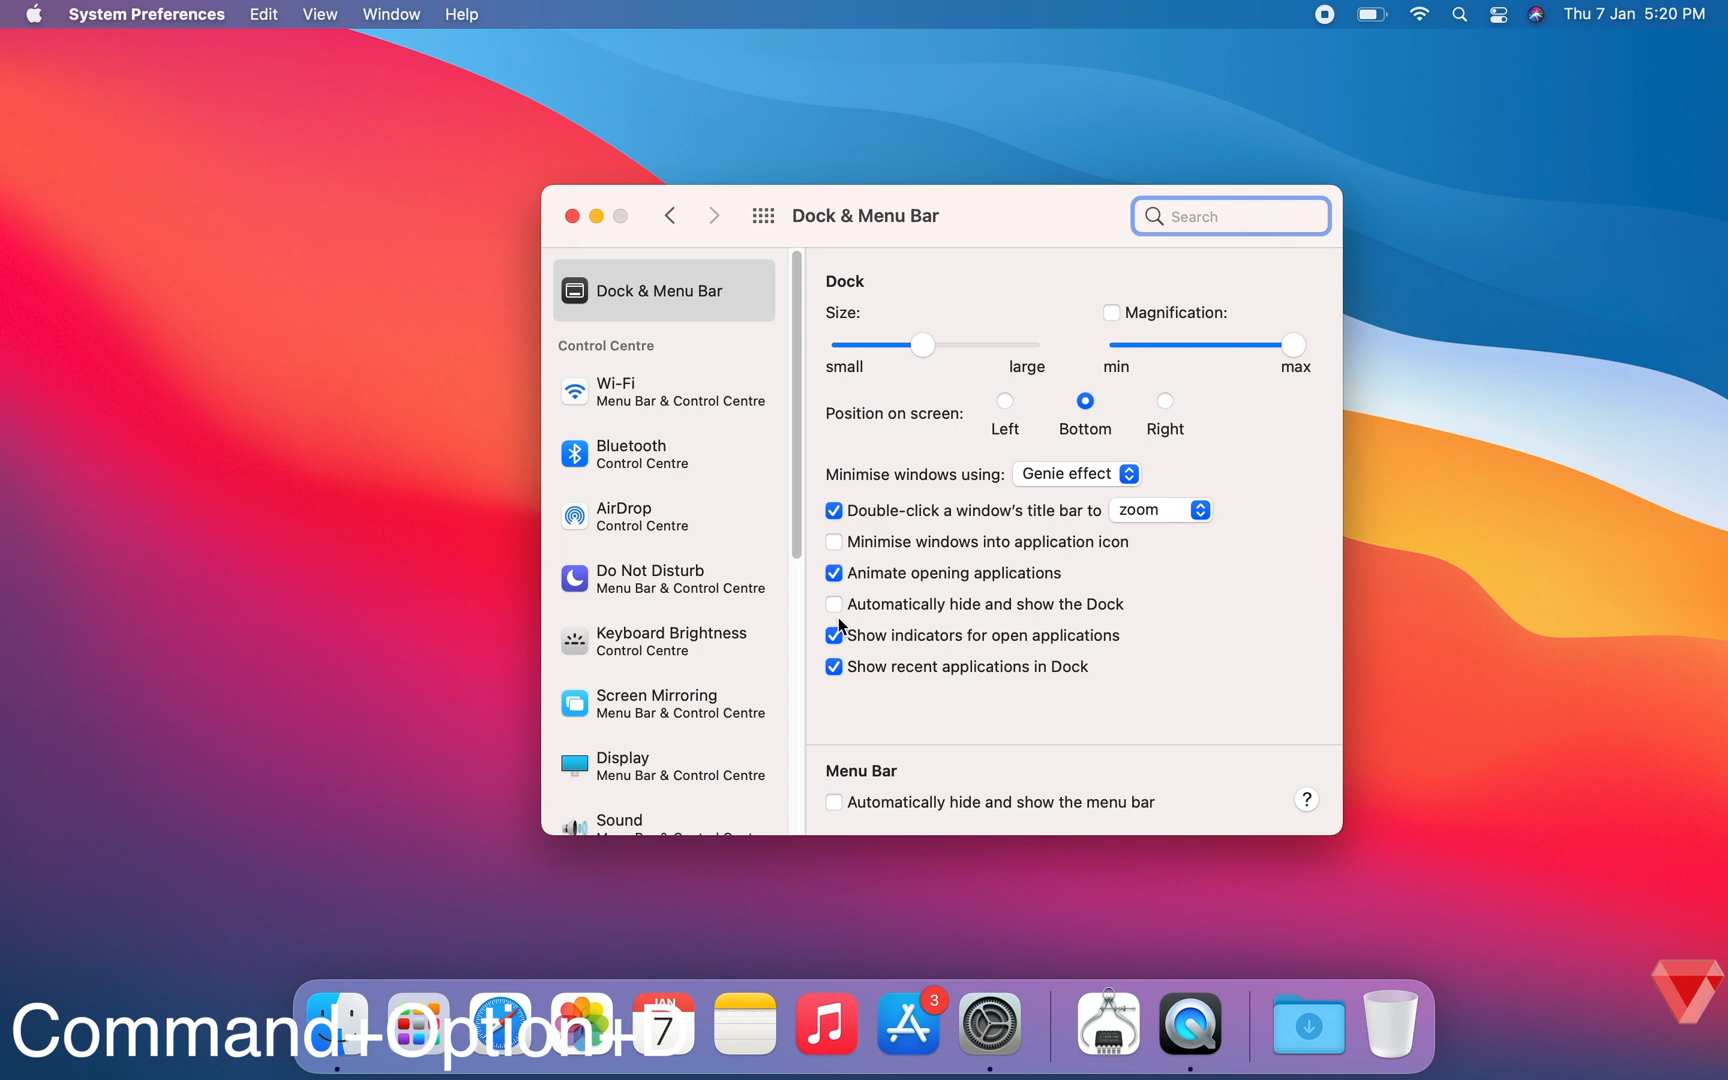 System Preferences Edit View Window Help
Thu 7 Jan 5:20 PM
Dock & Menu Bar
Search
Dock & Menu Bar
Control Centre
Wi-Fi
Menu Bar & Control Centre
Bluetooth
Control Centre
AirDrop
Control Centre
Do Not Disturb
Menu Bar & Control Centre
Keyboard Brightness
Control Centre
Screen Mirroring
Menu Bar & Control Centre
Display
Menu Bar & Control Centre
Sound
Dock
Size:
Magnification:
small
large
min
max
Position on screen:
Left
Bottom
Right
Minimise windows using: Genie effect
Double-click a window's title bar to zoom
Minimise windows into application icon
Animate opening applications
Automatically hide and show the Dock
Show indicators for open applications
Show recent applications in Dock
Menu Bar
Automatically hide and show the menu bar
?
JAN
7
3
Command+Option+D